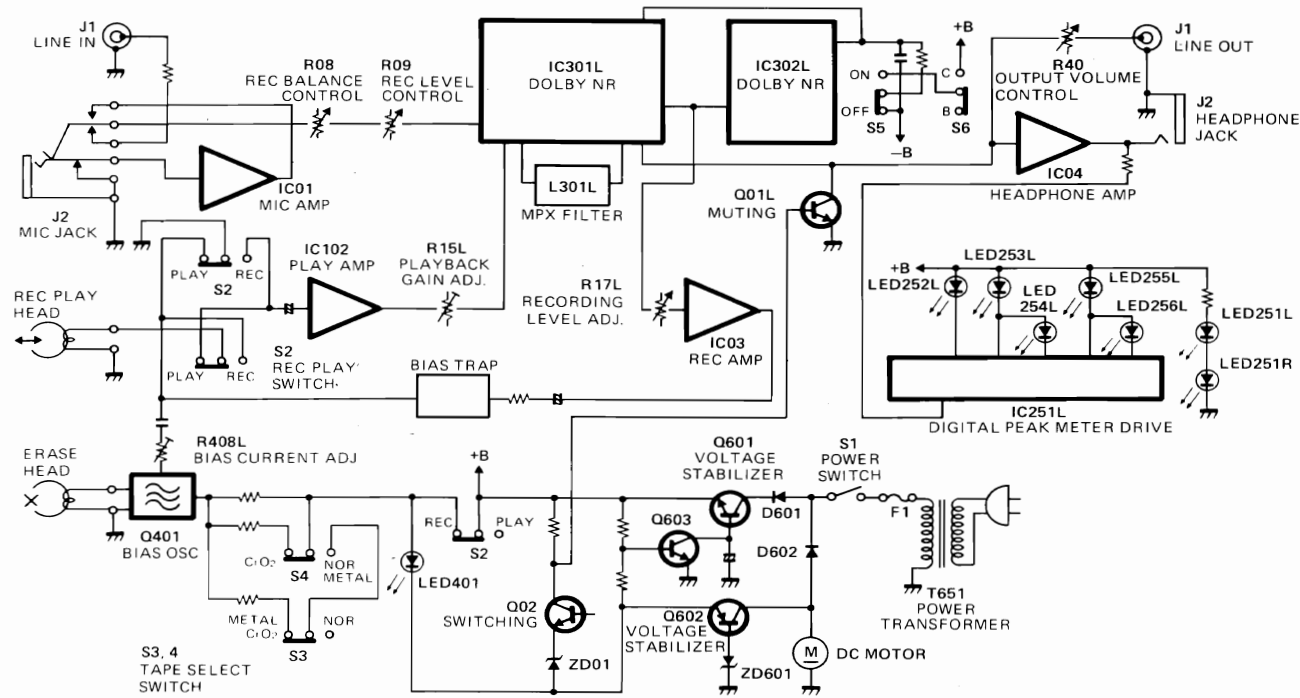 J1
LINE IN
R08
REC BALANCE
CONTROL
R09
REC LEVEL
CONTROL
IC301L
DOLBY NR
IC302L
DOLBY NR
ON
OFF
S5
+B
C
B
S6
–B
R40
OUTPUT VOLUME
CONTROL
J1
LINE OUT
J2
HEADPHONE
JACK
IC04
HEADPHONE AMP
J2
MIC JACK
IC01
MIC AMP
L301L
MPX FILTER
Q01L
MUTING
PLAY
REC
S2
IC102
PLAY AMP
R15L
PLAYBACK
GAIN ADJ.
R17L
RECORDING
LEVEL ADJ.
IC03
REC AMP
REC PLAY
HEAD
PLAY
REC
S2
REC PLAY
SWITCH
BIAS TRAP
+B
LED252L
LED253L
LED
254L
LED255L
LED256L
LED251L
LED251R
IC251L
DIGITAL PEAK METER DRIVE
ERASE
HEAD
R408L
BIAS CURRENT ADJ
Q401
BIAS OSC
CrO₂
S4
NOR
METAL
METAL
CrO₂
S3
NOR
S3, 4
TAPE SELECT
SWITCH
LED401
+B
REC
PLAY
S2
Q02
SWITCHING
ZD01
Q601
VOLTAGE
STABILIZER
Q603
D601
D602
Q602
VOLTAGE
STABILIZER
ZD601
S1
POWER
SWITCH
F1
T651
POWER
TRANSFORMER
M
DC MOTOR